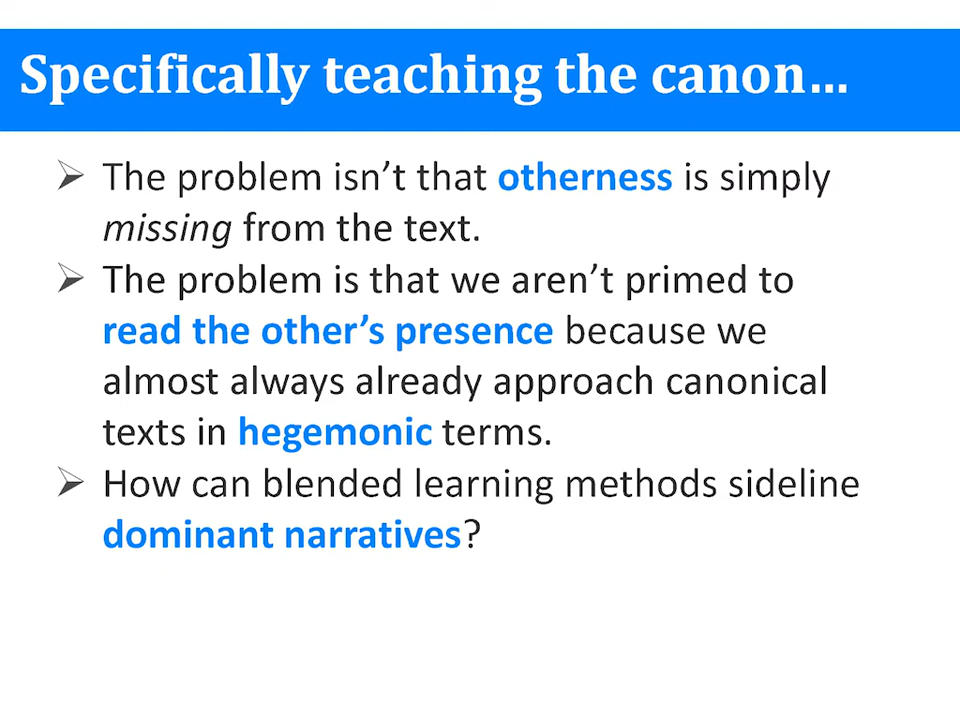 Specifically teaching the canon…
➢ The problem isn’t that otherness is simply
missing from the text.
➢ The problem is that we aren’t primed to
read the other’s presence because we
almost always already approach canonical
texts in hegemonic terms.
➢ How can blended learning methods sideline
dominant narratives?